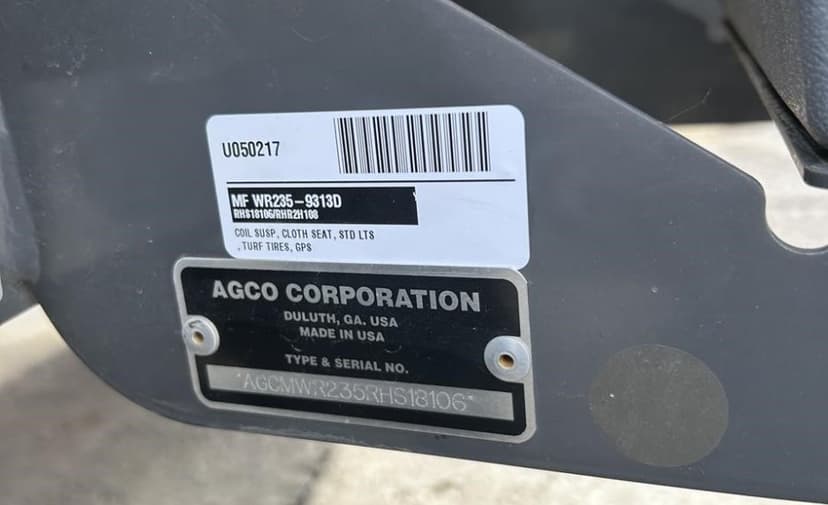 U050217
MF WR235-9313D
RHS18106/RHR2H108
COIL SUSP, CLOTH SEAT, STD LTS
, TURF TIRES, GPS
AGCO CORPORATION
DULUTH, GA. USA
MADE IN USA
TYPE & SERIAL NO.
*AGCMWR235RHS18106*